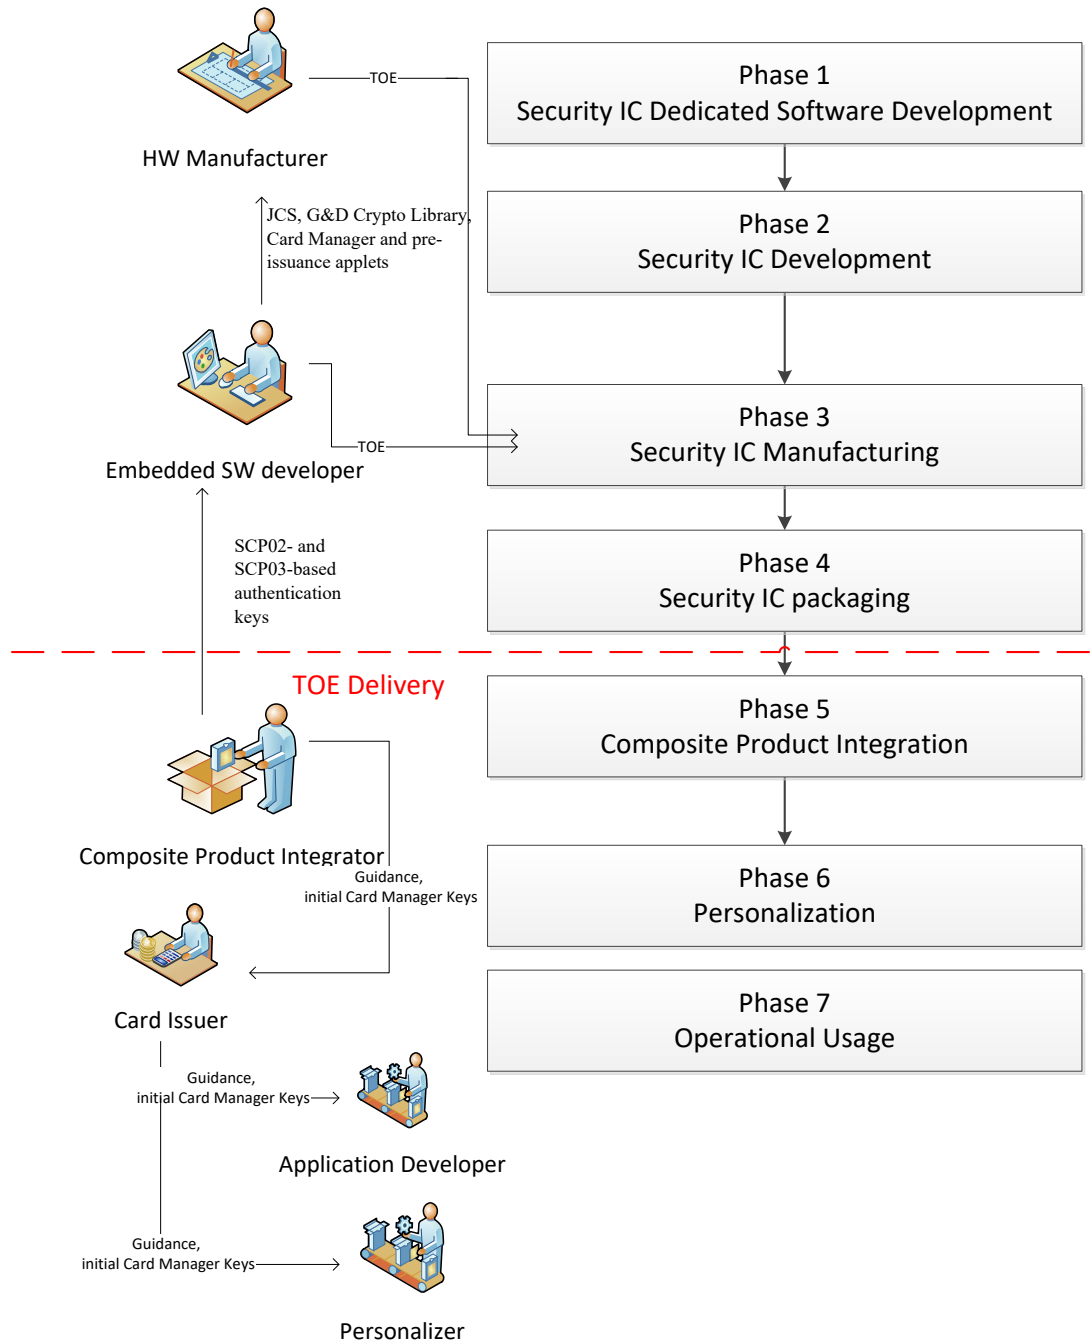 TOE
Phase 1
Security IC Dedicated Software Development
HW Manufacturer
JCS, G&D Crypto Library,
Card Manager and pre-
issuance applets
Phase 2
Security IC Development
Phase 3
Security IC Manufacturing
TOE
Embedded SW developer
SCP02- and
SCP03-based
authentication
keys
Phase 4
Security IC packaging
TOE Delivery
Phase 5
Composite Product Integration
Composite Product Integrator
Guidance,
initial Card Manager Keys
Phase 6
Personalization
Card Issuer
Phase 7
Operational Usage
Guidance,
initial Card Manager Keys
Application Developer
Guidance,
initial Card Manager Keys
Personalizer